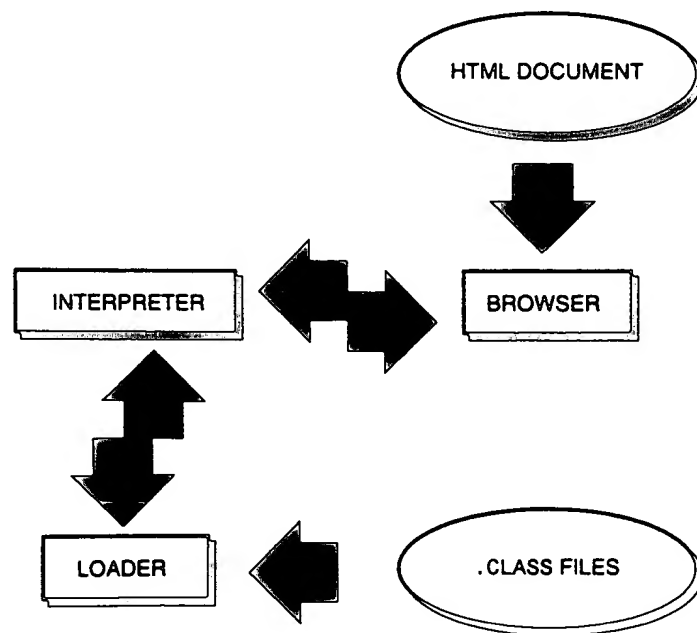 HTML DOCUMENT
INTERPRETER
BROWSER
LOADER
.CLASS FILES